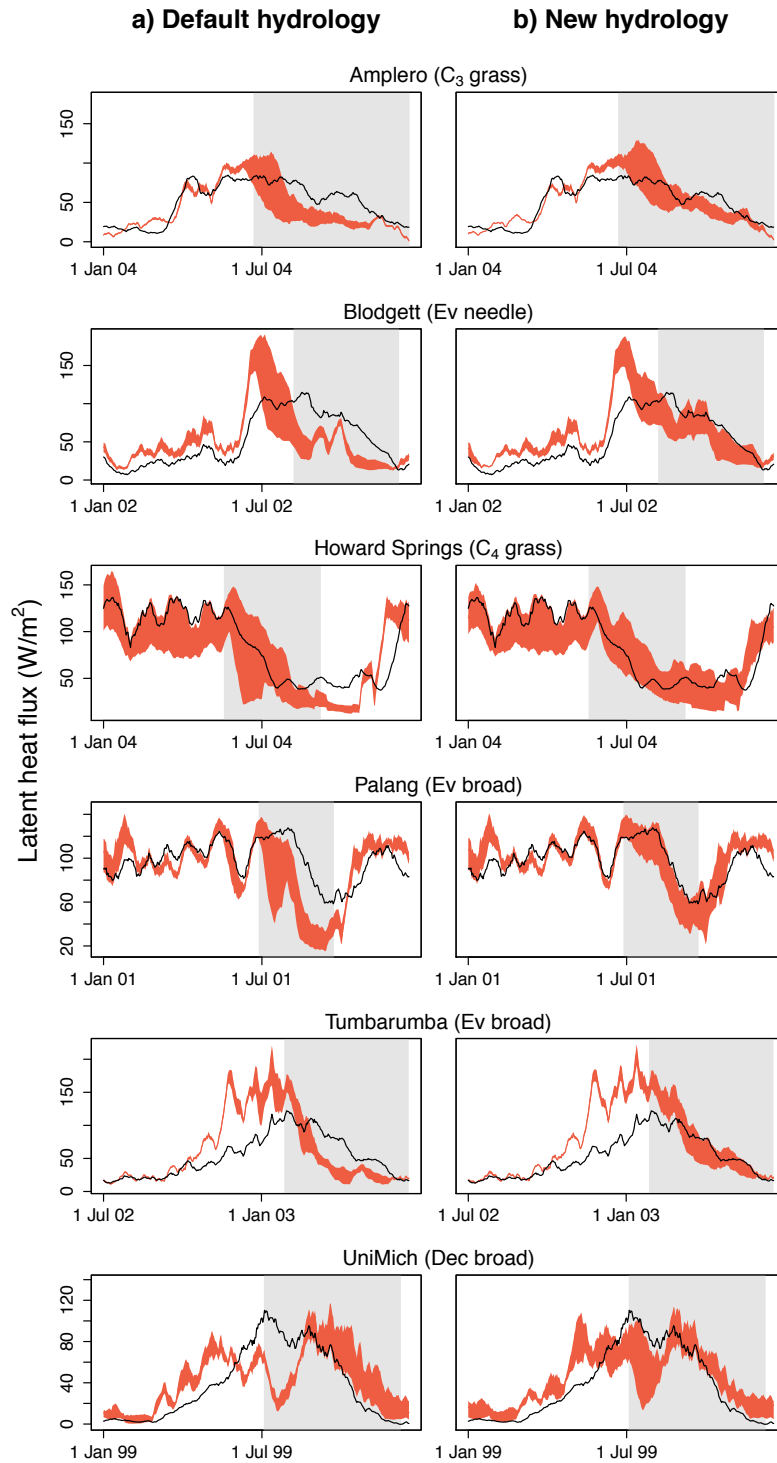 a) Default hydrology
b) New hydrology
Latent heat flux (W/m²)
Amplero (C₃ grass)
0 50 150
1 Jan 04 1 Jul 04
1 Jan 04 1 Jul 04
Blodgett (Ev needle)
0 50 150
1 Jan 02 1 Jul 02
1 Jan 02 1 Jul 02
Howard Springs (C₄ grass)
50 100 150
1 Jan 04 1 Jul 04
1 Jan 04 1 Jul 04
Palang (Ev broad)
20 60 100
1 Jan 01 1 Jul 01
1 Jan 01 1 Jul 01
Tumbarumba (Ev broad)
0 50 150
1 Jul 02 1 Jan 03
1 Jul 02 1 Jan 03
UniMich (Dec broad)
0 40 80 120
1 Jan 99 1 Jul 99
1 Jan 99 1 Jul 99